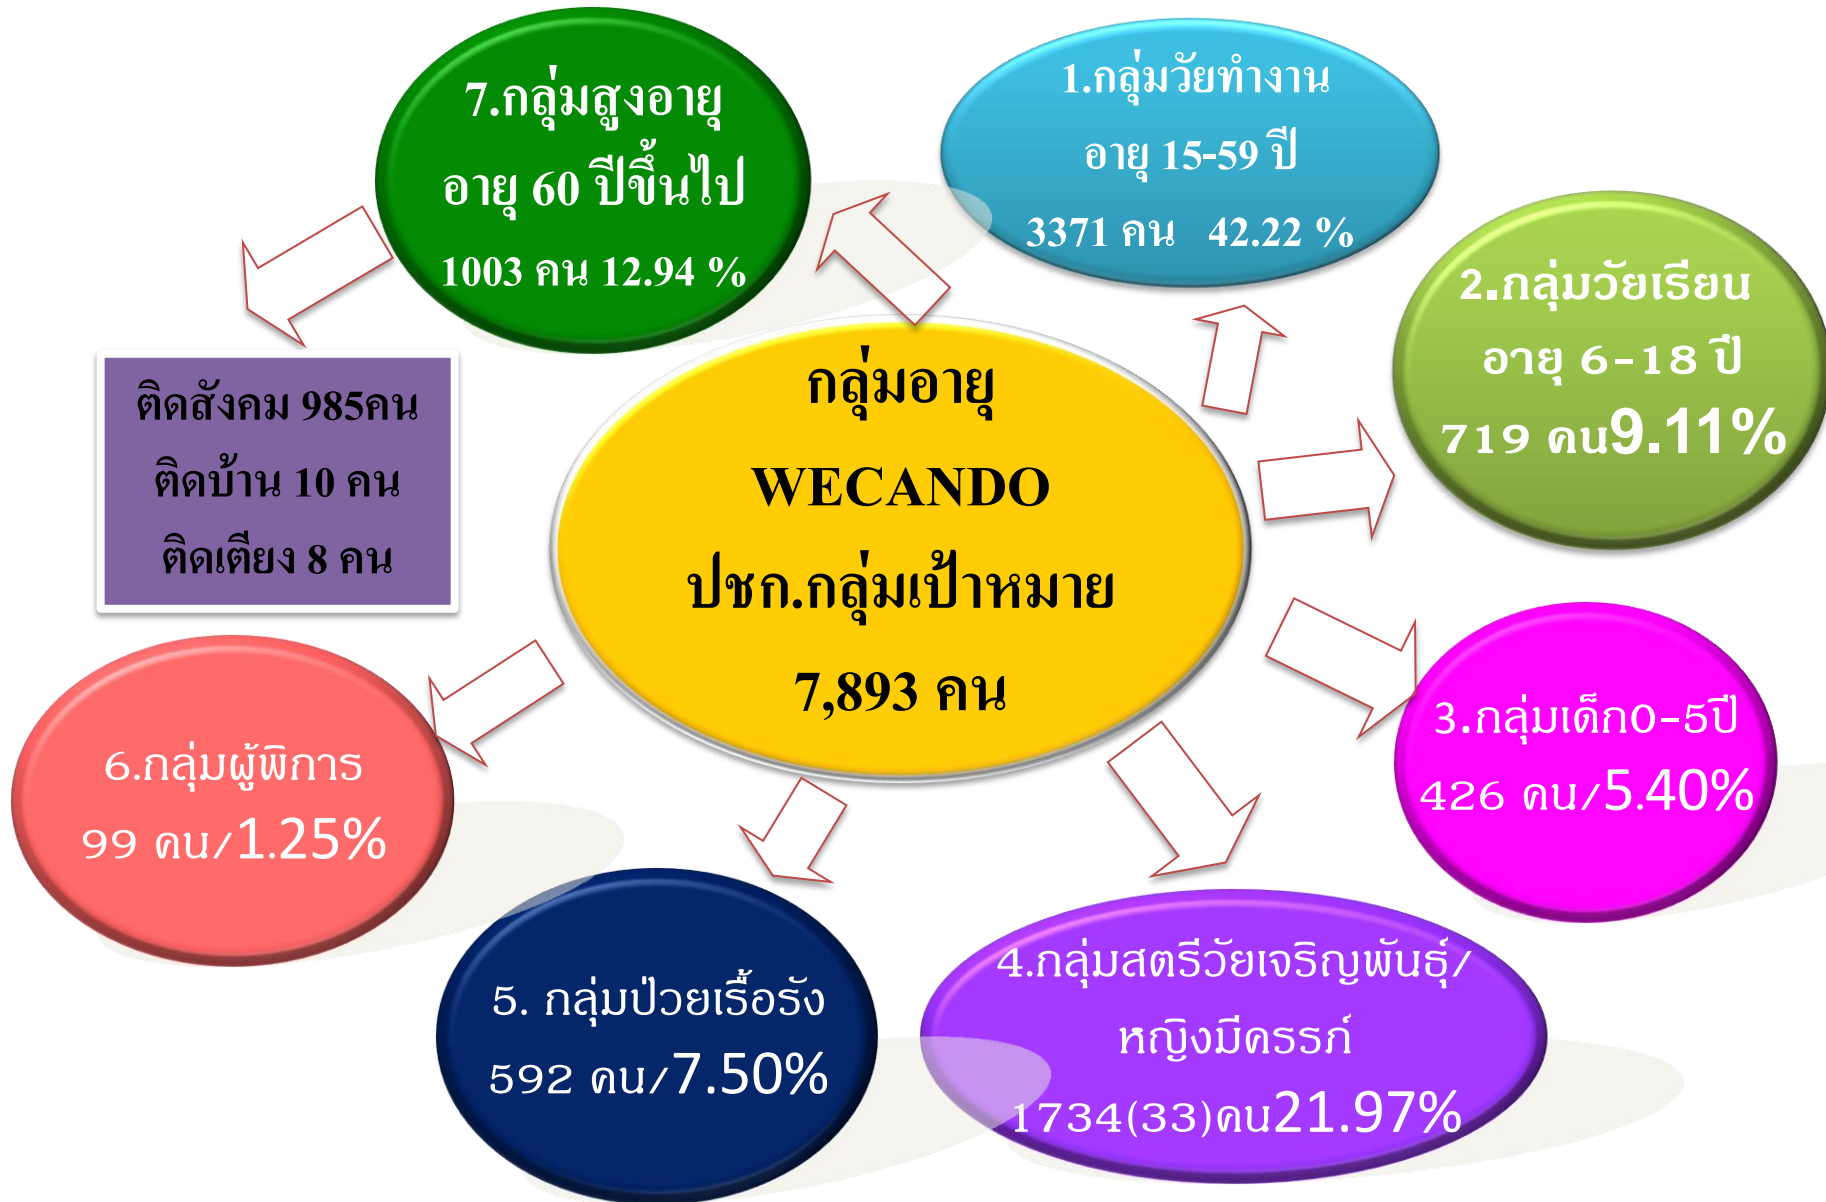 กลุ่มอายุ
WECANDO
ปชก.กลุ่มเป้าหมาย
7,893 คน
1.กลุ่มวัยทำงาน
อายุ 15-59 ปี
3371 คน 42.22 %
2.กลุ่มวัยเรียน
อายุ 6-18 ปี
719 คน9.11%
3.กลุ่มเด็ก0-5ปี
426 คน/5.40%
4.กลุ่มสตรีวัยเจริญพันธุ์/
หญิงมีครรภ์
1734(33)คน21.97%
5. กลุ่มป่วยเรื้อรัง
592 คน/7.50%
6.กลุ่มผู้พิการ
99 คน/1.25%
7.กลุ่มสูงอายุ
อายุ 60 ปีขึ้นไป
1003 คน 12.94 %
ติดสังคม 985คน
ติดบ้าน 10 คน
ติดเตียง 8 คน